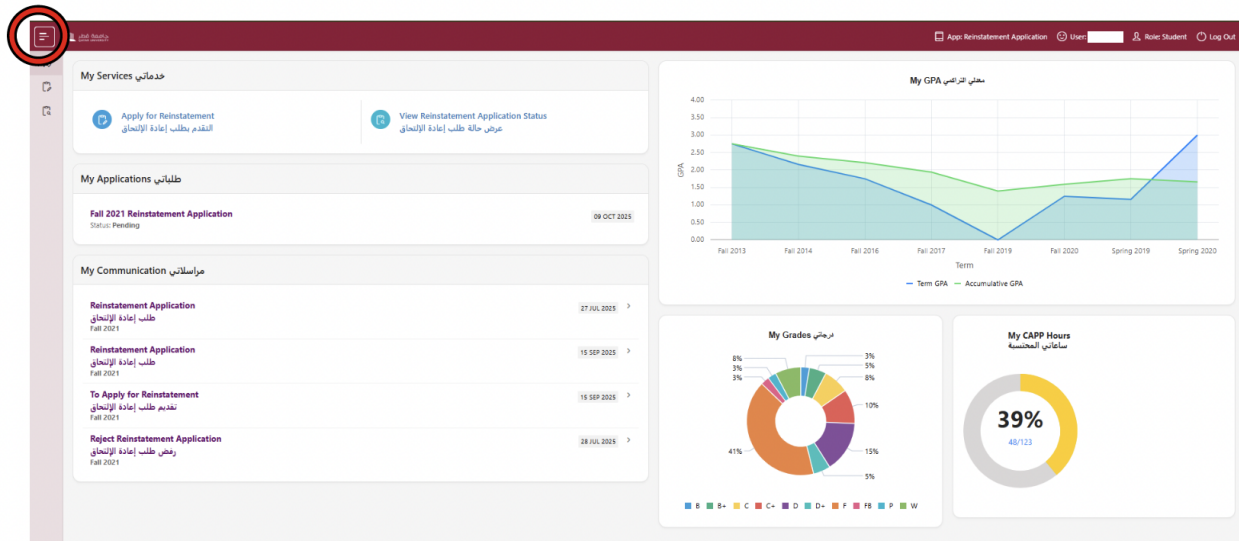 جامعة قطر
QATAR UNIVERSITY
App: Reinstatement Application
User:
Role: Student
Log Out
My Services خدماتي
Apply for Reinstatement
التقدم بطلب إعادة الإلتحاق
View Reinstatement Application Status
عرض حالة طلب إعادة الإلتحاق
My Applications طلباتي
Fall 2021 Reinstatement Application
09 OCT 2025
Status: Pending
My Communication مراسلاتي
Reinstatement Application
27 JUL 2025
طلب إعادة الإلتحاق
Fall 2021
Reinstatement Application
15 SEP 2025
طلب إعادة الإلتحاق
Fall 2021
To Apply for Reinstatement
15 SEP 2025
تقديم طلب إعادة الإلتحاق
Fall 2021
Reject Reinstatement Application
28 JUL 2025
رفض طلب إعادة الإلتحاق
Fall 2021
My GPA معدلي التراكمي
4.00
3.50
3.00
2.50
2.00
1.50
1.00
0.50
0.00
GPA
Fall 2013 Fall 2014 Fall 2016 Fall 2017 Fall 2019 Fall 2020 Spring 2019 Spring 2020
Term
Term GPA Accumulative GPA
My Grades درجتي
8%
3%
3%
41%
3%
5%
8%
10%
15%
5%
B B+ C C+ D D+ F FB P W
My CAPP Hours
ساعاتي المحتسبة
39%
48/123